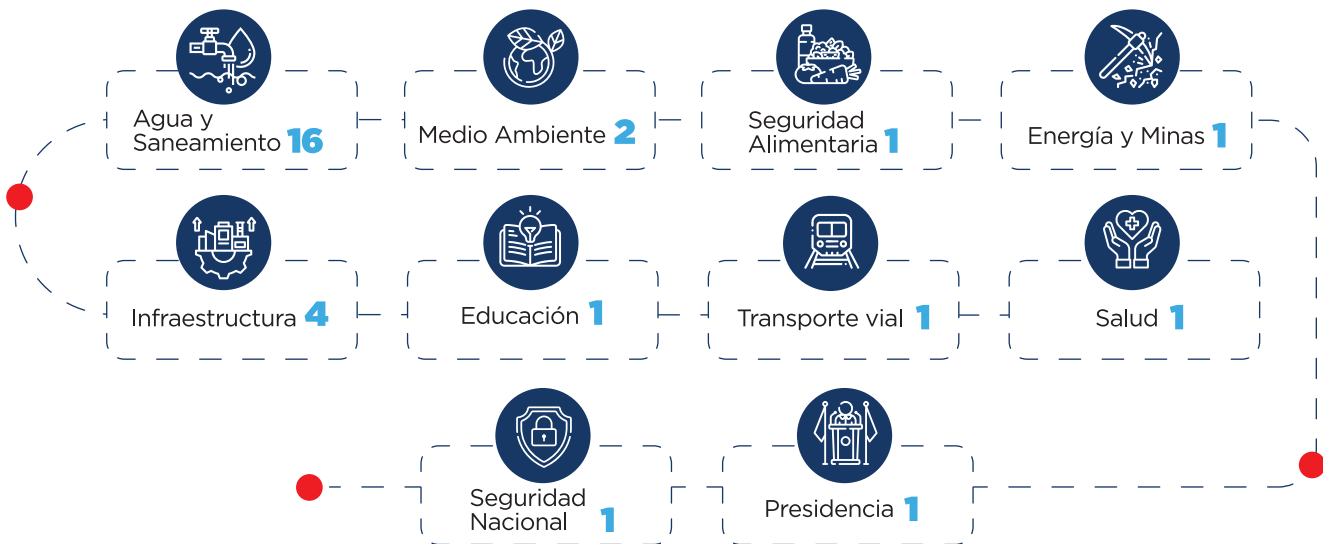 Agua y
Saneamiento 16
Medio Ambiente 2
Seguridad
Alimentaria 1
Energía y Minas 1
Infraestructura 4
Educación 1
Transporte vial 1
Salud 1
Seguridad
Nacional 1
Presidencia 1